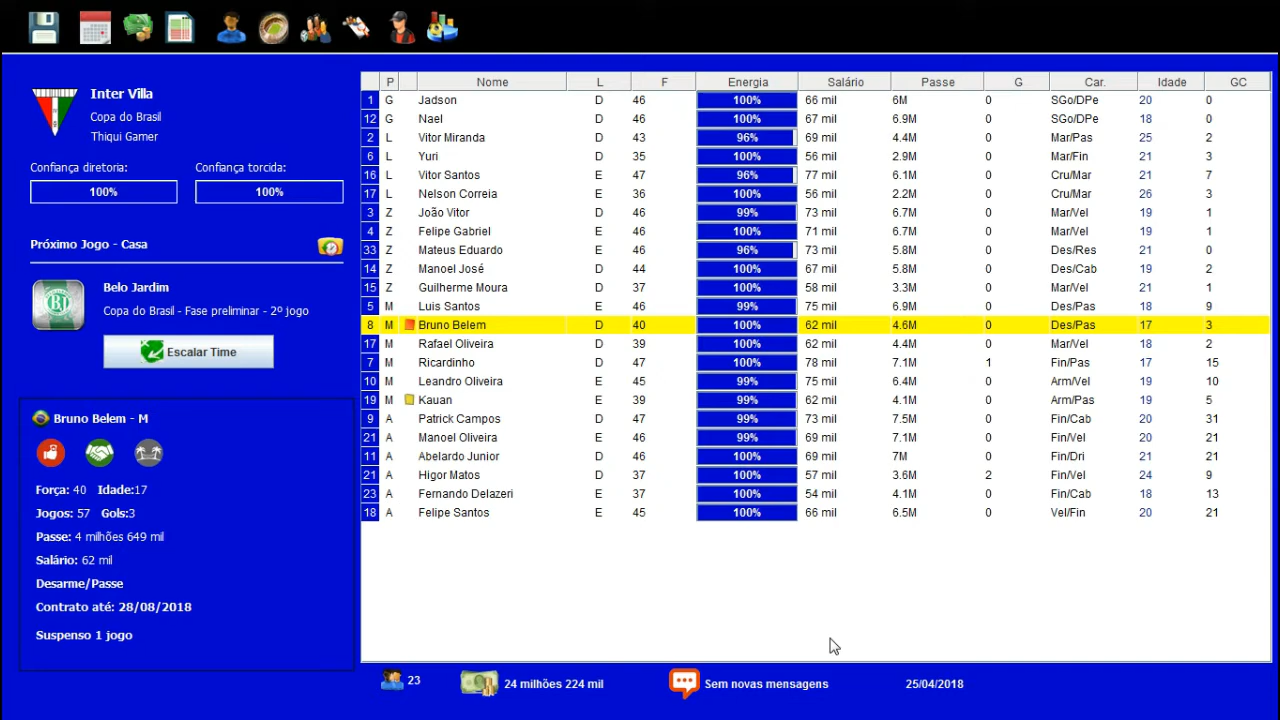 Inter Villa
Copa do Brasil
Thiqui Gamer
Confiança diretoria: Confiança torcida:
100% 100%
Próximo Jogo - Casa
Belo Jardim
Copa do Brasil - Fase preliminar - 2º jogo
Escalar Time
Bruno Belem - M
Força: 40 Idade:17
Jogos: 57 Gols:3
Passe: 4 milhões 649 mil
Salário: 62 mil
Desarme/Passe
Contrato até: 28/08/2018
Suspenso 1 jogo
P Nome L F Energia Salário Passe G Car. Idade GC
1 G Jadson D 46 100% 66 mil 6M 0 SGo/DPe 20 0
12 G Nael D 46 100% 67 mil 6.9M 0 SGo/DPe 18 0
2 L Vitor Miranda D 43 96% 69 mil 4.4M 0 Mar/Pas 25 2
6 L Yuri D 35 100% 56 mil 2.9M 0 Mar/Fin 21 3
16 L Vitor Santos E 47 96% 77 mil 6.1M 0 Cru/Mar 21 7
17 L Nelson Correia E 36 100% 56 mil 2.2M 0 Cru/Mar 26 3
3 Z João Vitor D 46 99% 73 mil 6.7M 0 Mar/Vel 19 1
4 Z Felipe Gabriel D 46 100% 71 mil 6.7M 0 Mar/Vel 19 1
33 Z Mateus Eduardo E 46 96% 73 mil 5.8M 0 Des/Res 21 0
14 Z Manoel José D 44 100% 67 mil 5.8M 0 Des/Cab 19 2
15 Z Guilherme Moura D 37 100% 58 mil 3.3M 0 Mar/Vel 21 1
5 M Luis Santos E 46 99% 75 mil 6.9M 0 Des/Pas 18 9
8 M Bruno Belem D 40 100% 62 mil 4.6M 0 Des/Pas 17 3
17 M Rafael Oliveira D 39 100% 62 mil 4.4M 0 Mar/Vel 18 2
7 M Ricardinho D 47 100% 78 mil 7.1M 1 Fin/Pas 17 15
10 M Leandro Oliveira E 45 99% 75 mil 6.4M 0 Arm/Vel 19 10
19 M Kauan E 39 99% 62 mil 4.1M 0 Arm/Pas 19 5
9 A Patrick Campos D 47 99% 73 mil 7.5M 0 Fin/Cab 20 31
21 A Manoel Oliveira E 46 99% 69 mil 7.1M 0 Fin/Vel 20 21
11 A Abelardo Junior D 46 100% 69 mil 7M 0 Fin/Dri 21 21
21 A Higor Matos D 37 100% 57 mil 3.6M 2 Fin/Vel 24 9
23 A Fernando Delazeri E 37 100% 54 mil 4.1M 0 Fin/Cab 18 13
18 A Felipe Santos E 45 100% 66 mil 6.5M 0 Vel/Fin 20 21
23 24 milhões 224 mil Sem novas mensagens 25/04/2018